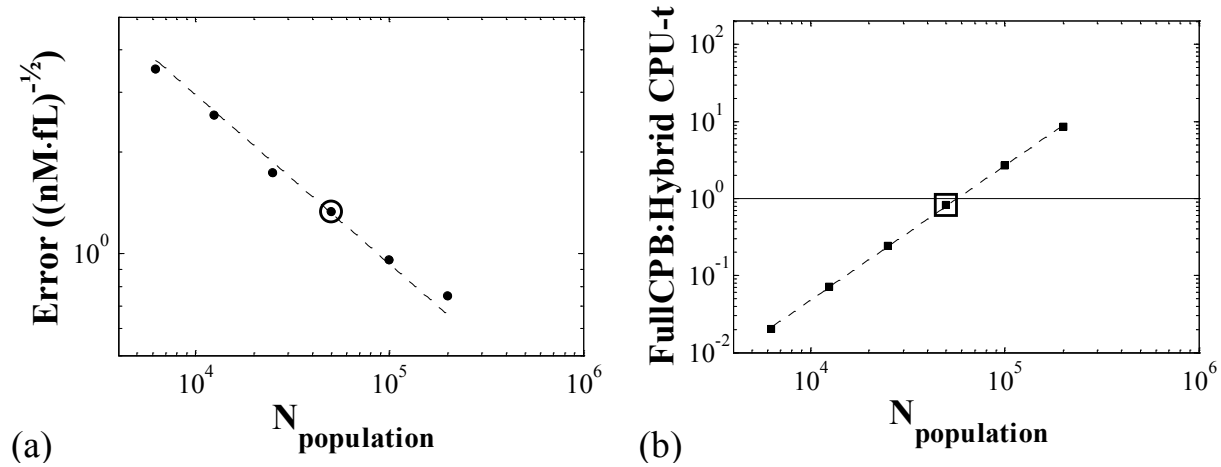 Error ((nM·fL)^-½)
10^0
10^4 10^5 10^6
N_population
(a)
FullCPB:Hybrid CPU-t
10^2
10^1
10^0
10^-1
10^-2
10^4 10^5 10^6
N_population
(b)